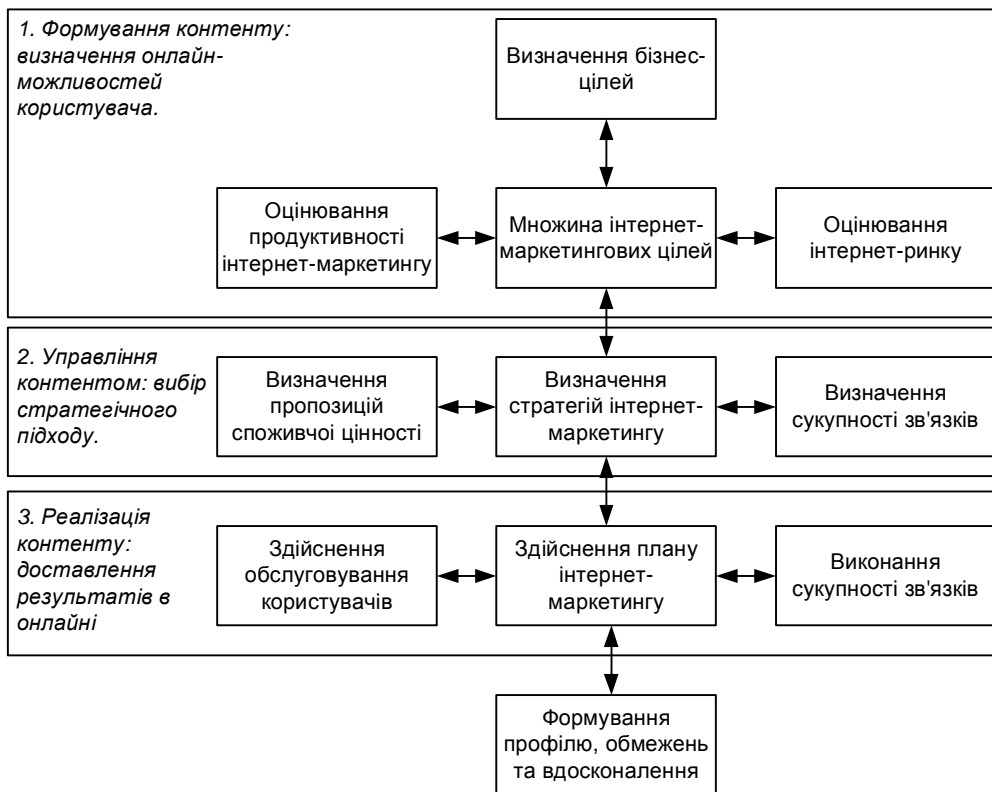 1. Формування контенту:
визначення онлайн-
можливостей
користувача.
Визначення бізнес-
цілей
Оцінювання
продуктивності
інтернет-маркетингу
Множина інтернет-
маркетингових цілей
Оцінювання
інтернет-ринку
2. Управління
контентом: вибір
стратегічного
підходу.
Визначення
пропозицій
споживчої цінності
Визначення
стратегій інтернет-
маркетингу
Визначення
сукупності зв'язків
3. Реалізація
контенту:
доставлення
результатів в
онлайні
Здійснення
обслуговування
користувачів
Здійснення плану
інтернет-
маркетингу
Виконання
сукупності зв'язків
Формування
профілю, обмежень
та вдосконалення